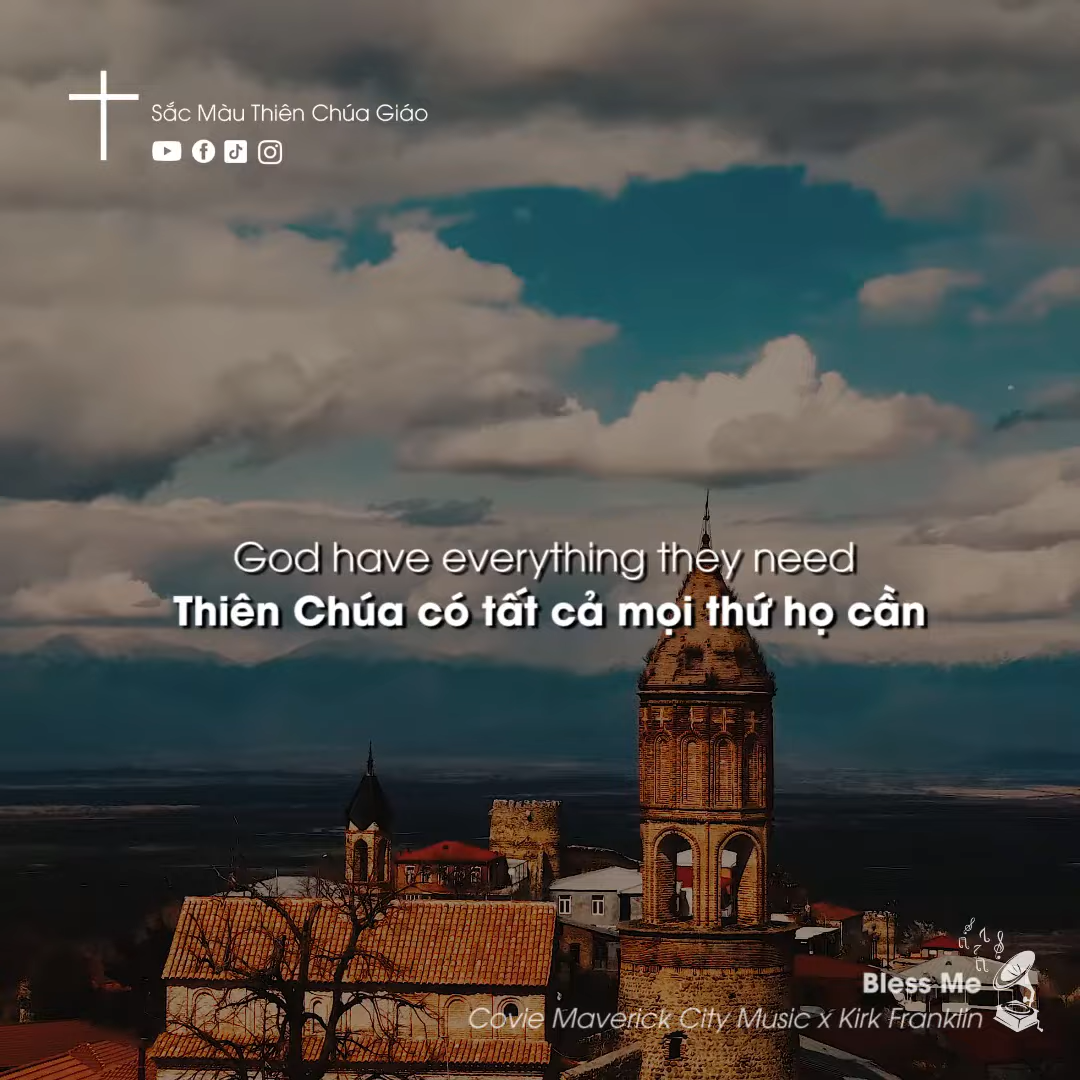 Sắc Màu Thiên Chúa Giáo
God have everything they need
Thiên Chúa có tất cả mọi thứ họ cần
Bless Me
Covie Maverick City Music x Kirk Franklin